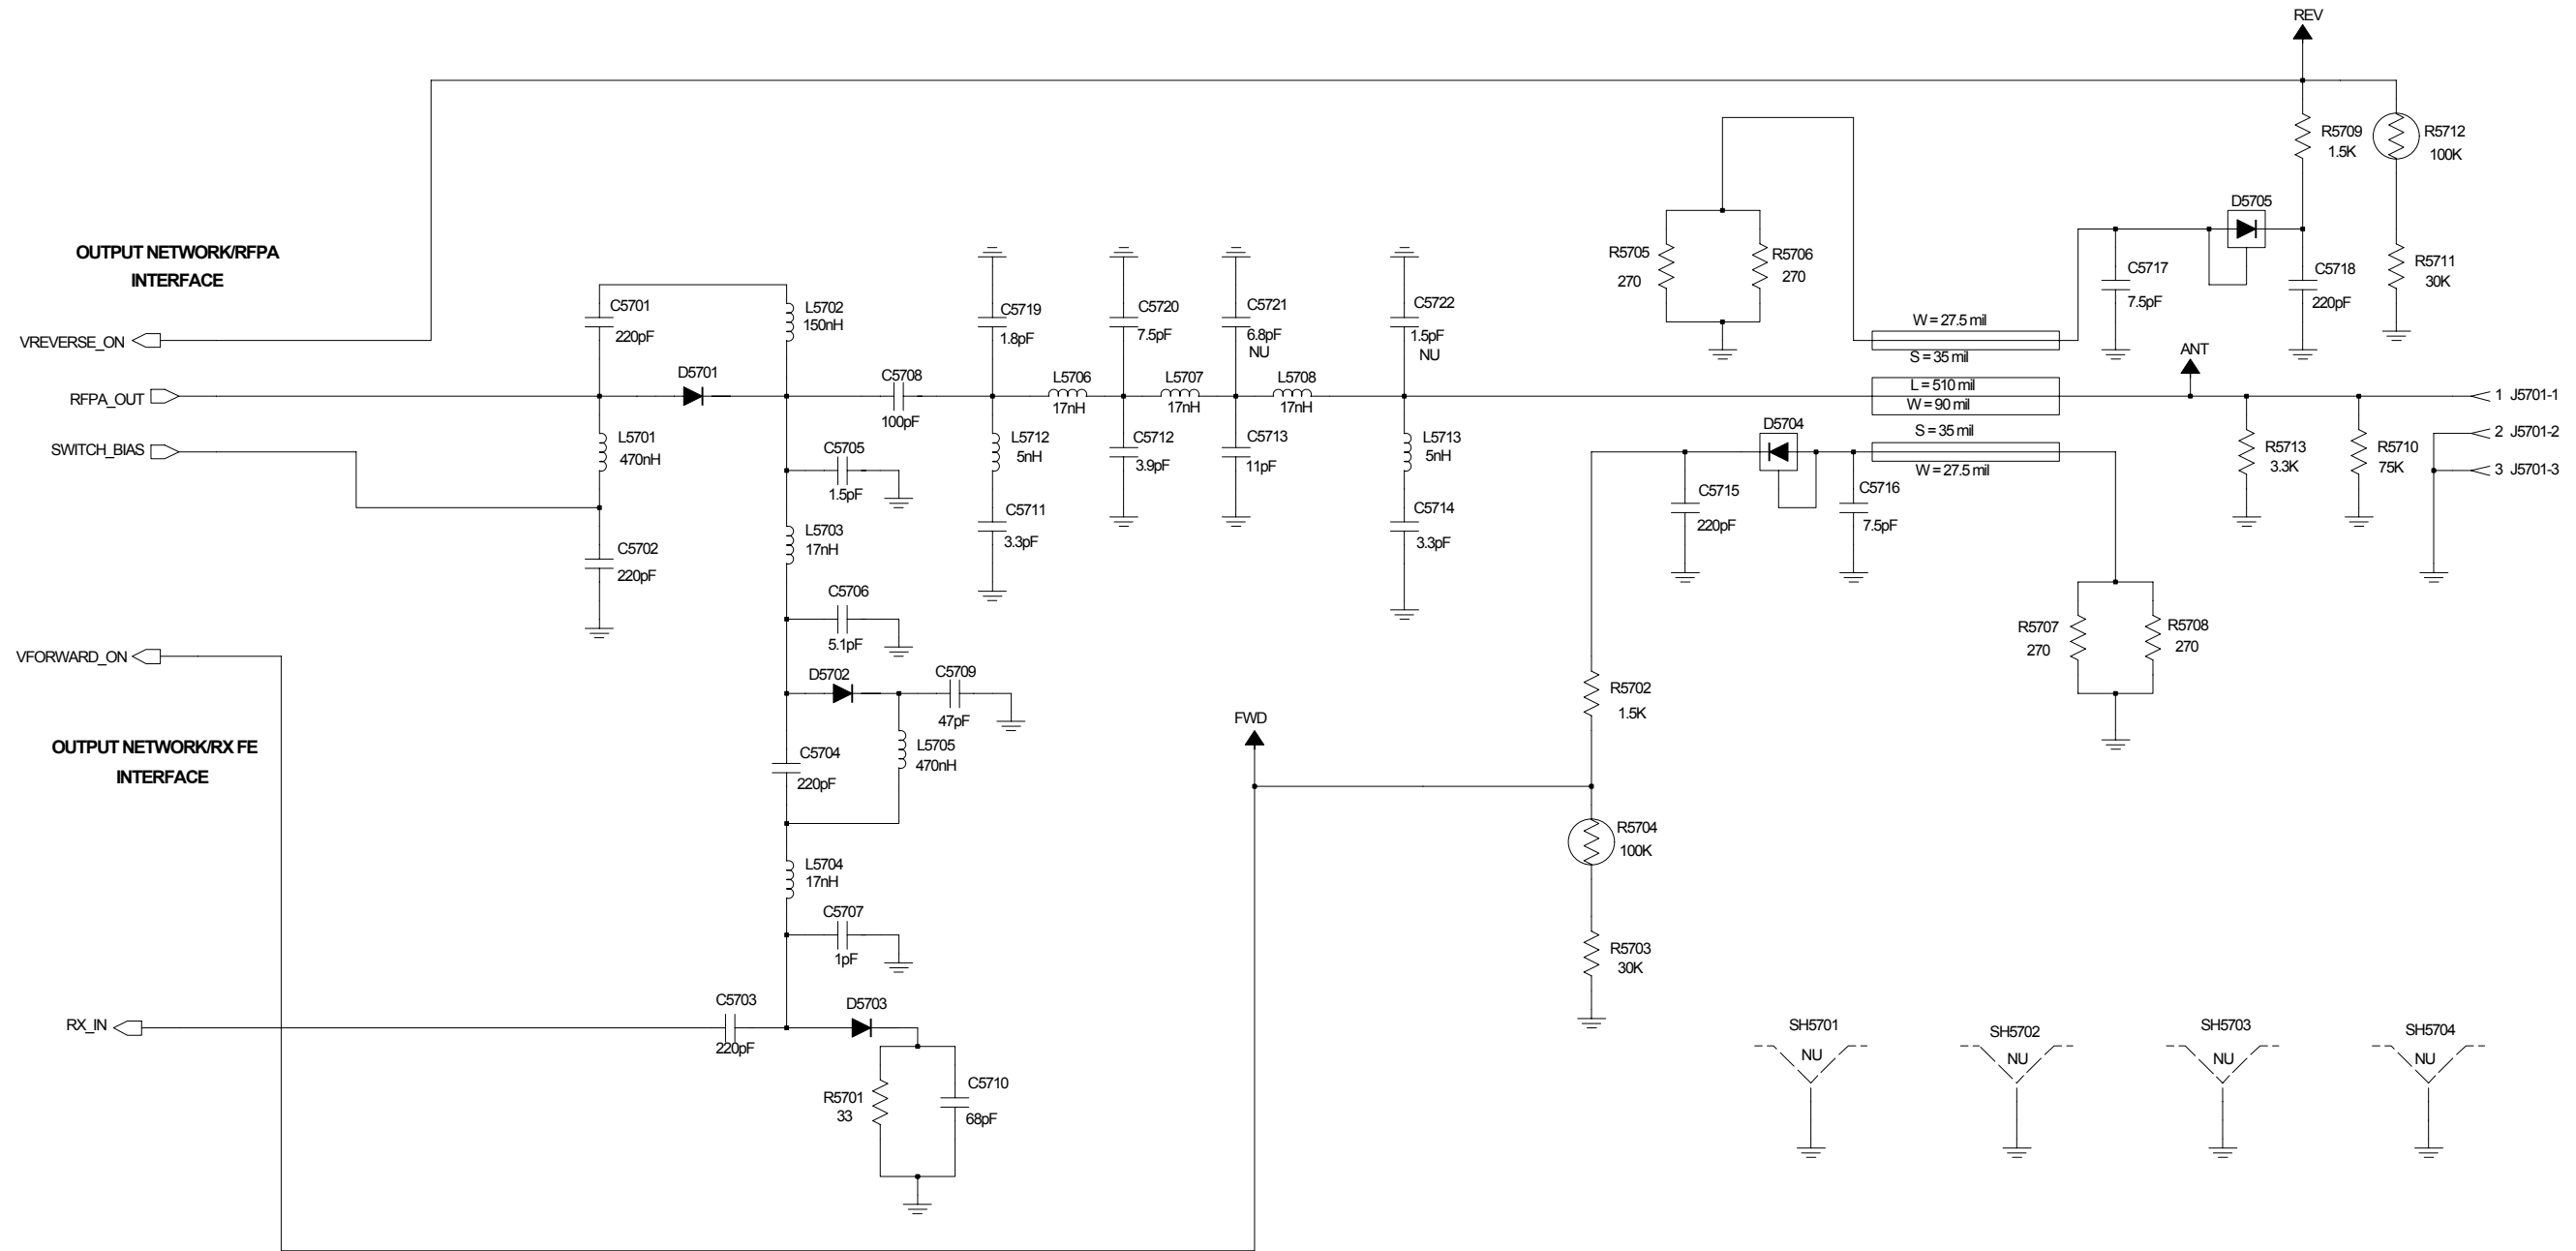 REV
R5709
1.5K
R5712
100K
D5705
OUTPUT NETWORK/RFPA
INTERFACE
R5705
270
R5706
270
C5717
7.5pF
C5718
220pF
R5711
30K
C5701
220pF
L5702
150nH
C5719
1.8pF
C5720
7.5pF
C5721
6.8pF
NU
C5722
1.5pF
NU
W = 27.5 mil
S = 35 mil
VREVERSE_ON
ANT
D5701
C5708
100pF
L5706
17nH
L5707
17nH
L5708
17nH
L = 510 mil
W = 90 mil
RFPA_OUT
1 J5701-1
SWITCH_BIAS
L5701
470nH
L5712
5nH
C5712
3.9pF
C5713
11pF
L5713
5nH
D5704
S = 35 mil
W = 27.5 mil
R5713
3.3K
R5710
75K
2 J5701-2
3 J5701-3
C5705
1.5pF
C5715
220pF
C5716
7.5pF
C5711
3.3pF
C5714
3.3pF
L5703
17nH
C5702
220pF
C5706
5.1pF
R5707
270
R5708
270
VFORWARD_ON
D5702
C5709
47pF
R5702
1.5K
FWD
OUTPUT NETWORK/RX FE
INTERFACE
C5704
220pF
L5705
470nH
R5704
100K
L5704
17nH
C5707
1pF
R5703
30K
RX_IN
C5703
220pF
D5703
R5701
33
C5710
68pF
SH5701
NU
SH5702
NU
SH5703
NU
SH5704
NU